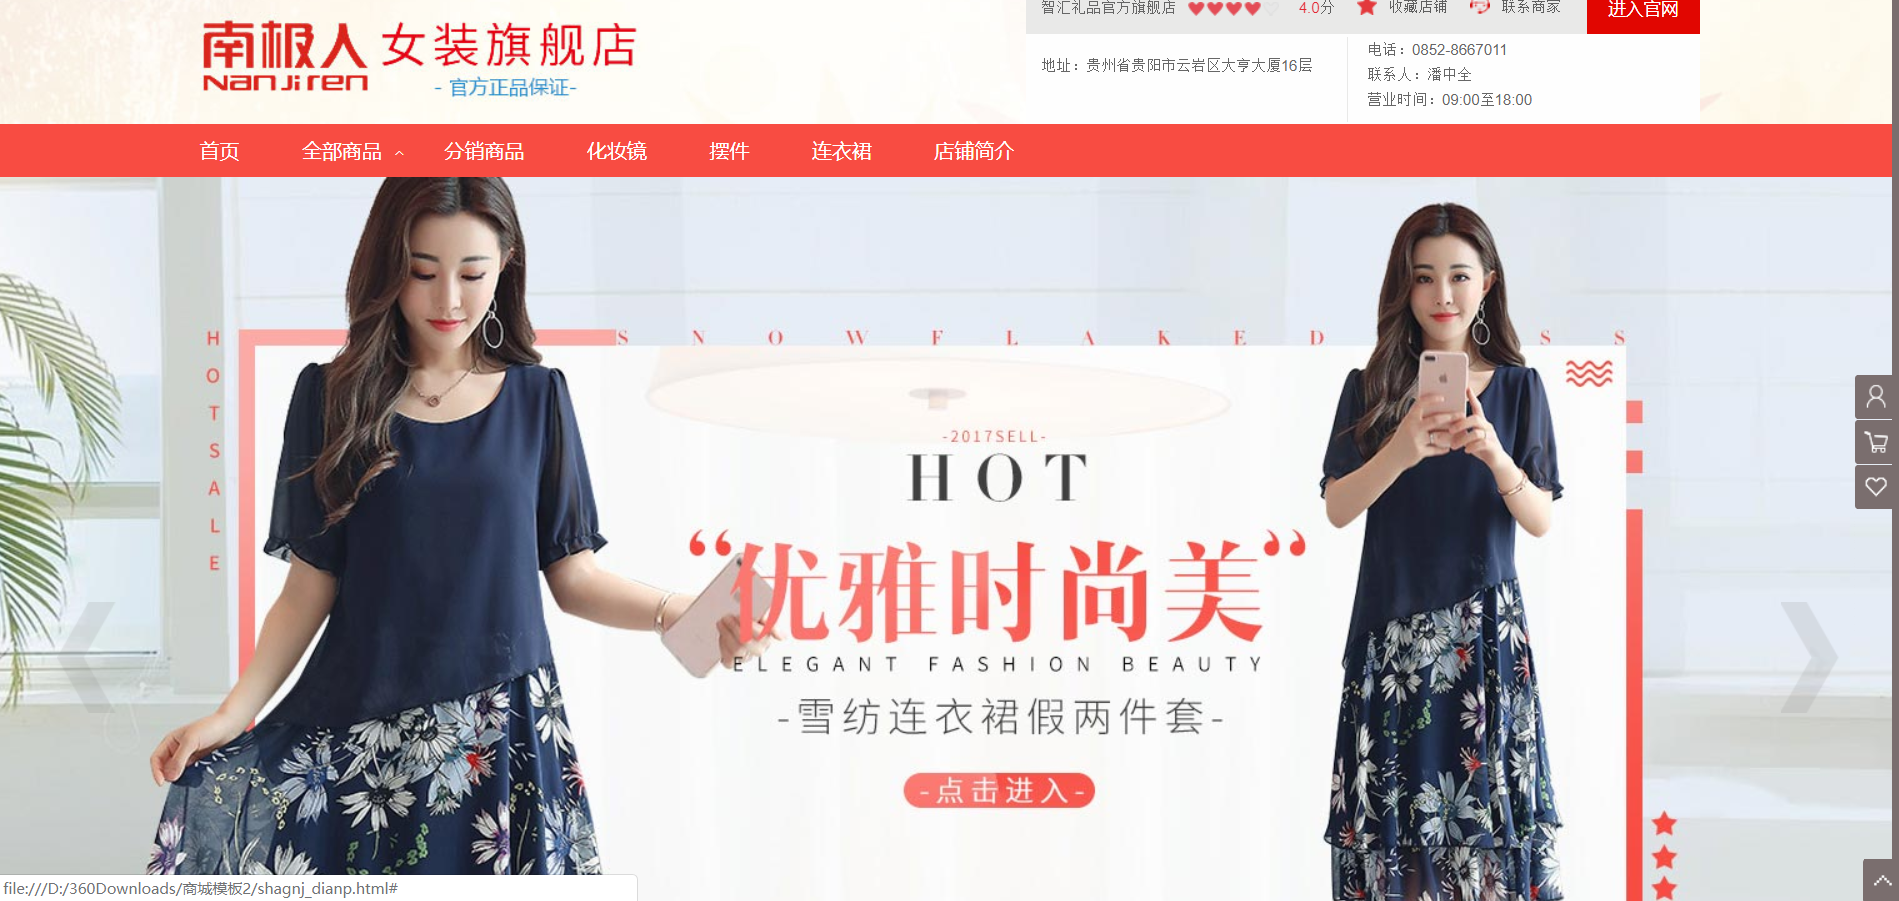 智汇礼品官方旗舰店 4.0分 收藏店铺 联系商家 进入官网
南极人 女装旗舰店
Nanjiren
- 官方正品保证-
地址：贵州省贵阳市云岩区大亨大厦16层
电话：0852-8667011
联系人：潘中全
营业时间：09:00至18:00
首页 全部商品 分销商品 化妆镜 摆件 连衣裙 店铺简介
HOTSALE
SNOWFLAKED SS
-2017SELL-
HOT
“优雅时尚美”
ELEGANT FASHION BEAUTY
-雪纺连衣裙假两件套-
-点击进入-
file:///D:/360Downloads/商城模板2/shagnj_dianp.html#